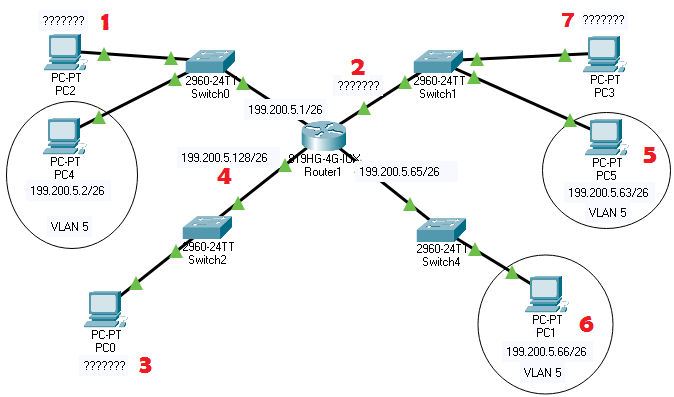 ??????? 1
PC-PT
PC2
2960-24TT
Switch0
199.200.5.1/26
PC-PT
PC4
199.200.5.2/26
VLAN 5
2
???????
2960-24TT
Switch1
7 ???????
PC-PT
PC3
PC-PT
PC5
5
199.200.5.63/26
VLAN 5
819HG-4G-IOX
Router1
199.200.5.128/26
4
199.200.5.65/26
2960-24TT
Switch2
2960-24TT
Switch4
PC-PT
PC0
??????? 3
PC-PT
PC1
6
199.200.5.66/26
VLAN 5